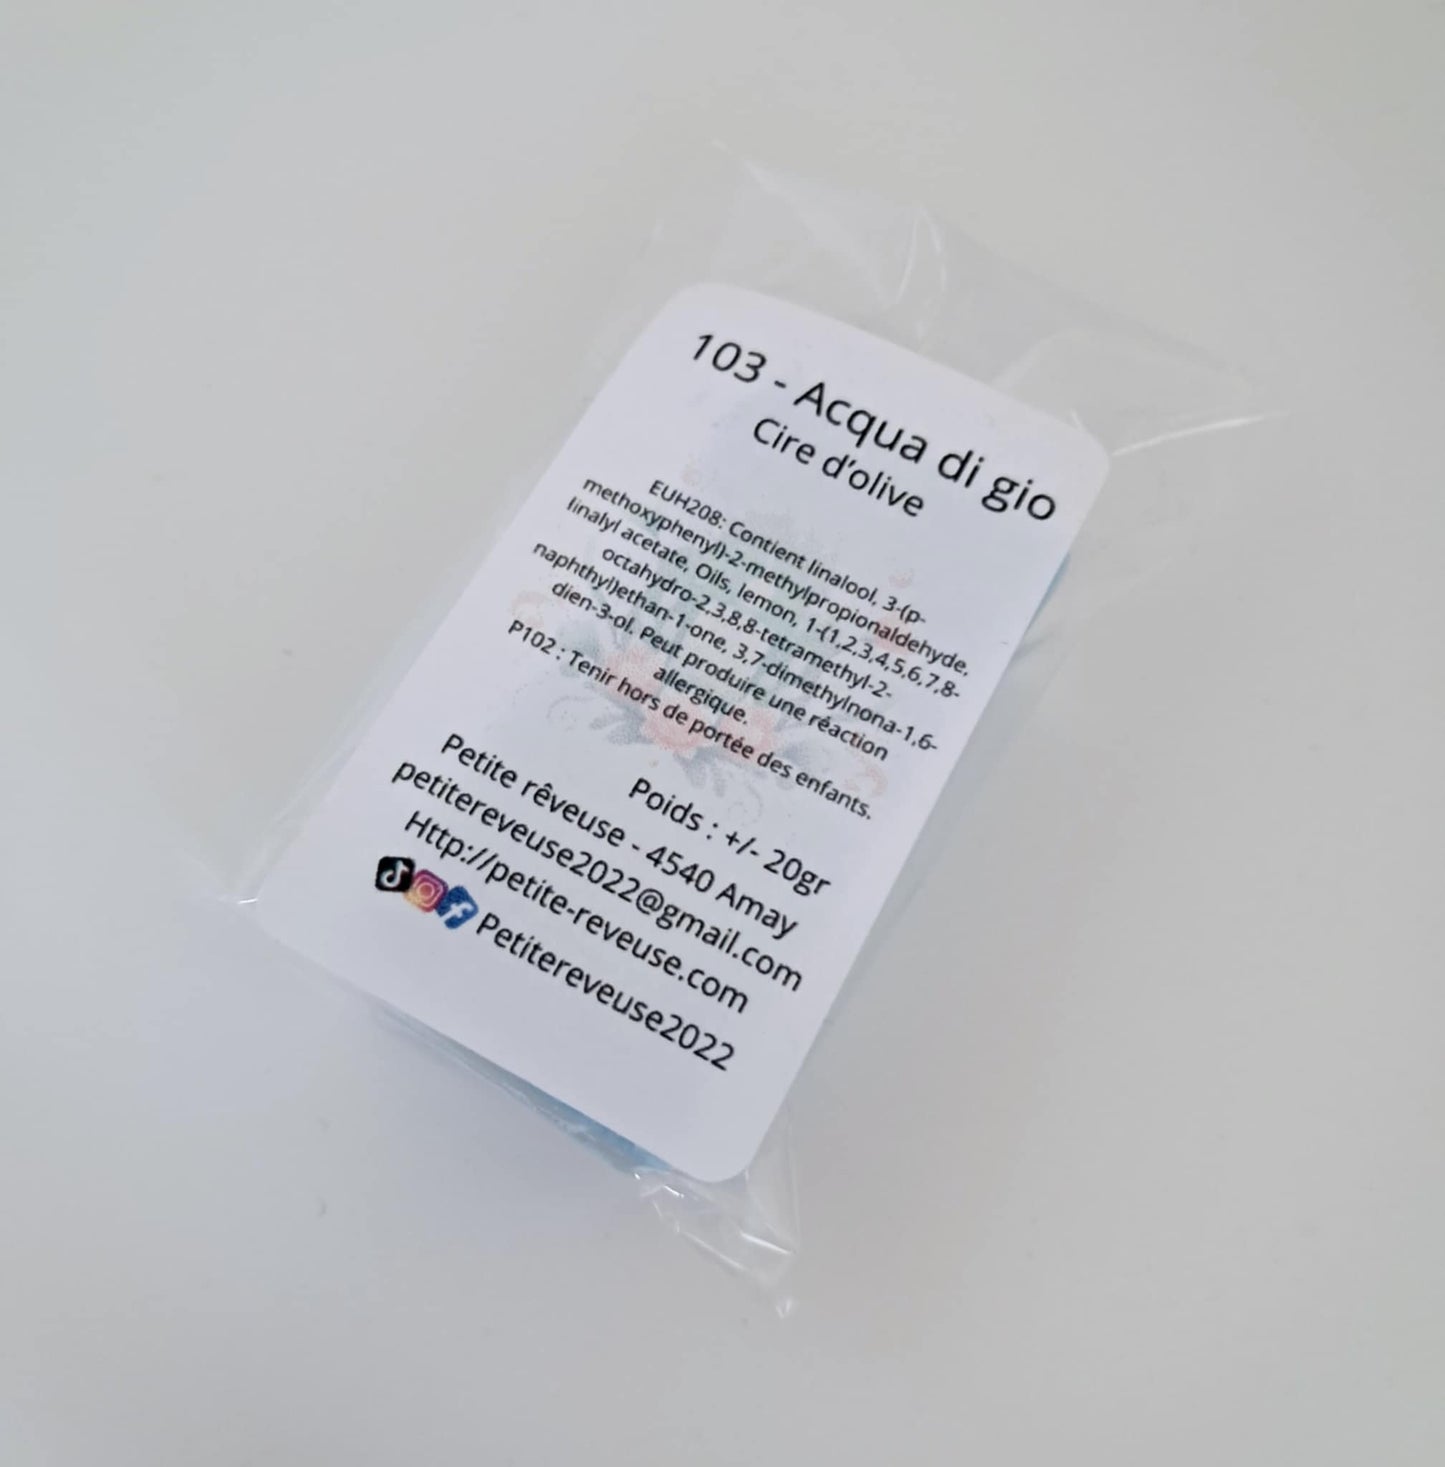 103 - Acqua di gio
Cire d'olive
EUH208: Contient linalool, 3-(p-
methoxyphenyl)-2-methylpropionaldehyde,
linalyl acetate, Oils, lemon, 1-(1,2,3,4,5,6,7,8-
octahydro-2,3,8,8-tetramethyl-2-
naphthyl)ethan-1-one, 3,7-dimethylnona-1,6-
dien-3-ol. Peut produire une réaction
allergique.
P102 : Tenir hors de portée des enfants.
Poids : +/- 20gr
Petite rêveuse - 4540 Amay
petitereveuse2022@gmail.com
Http://petite-reveuse.com
Petitereveuse2022